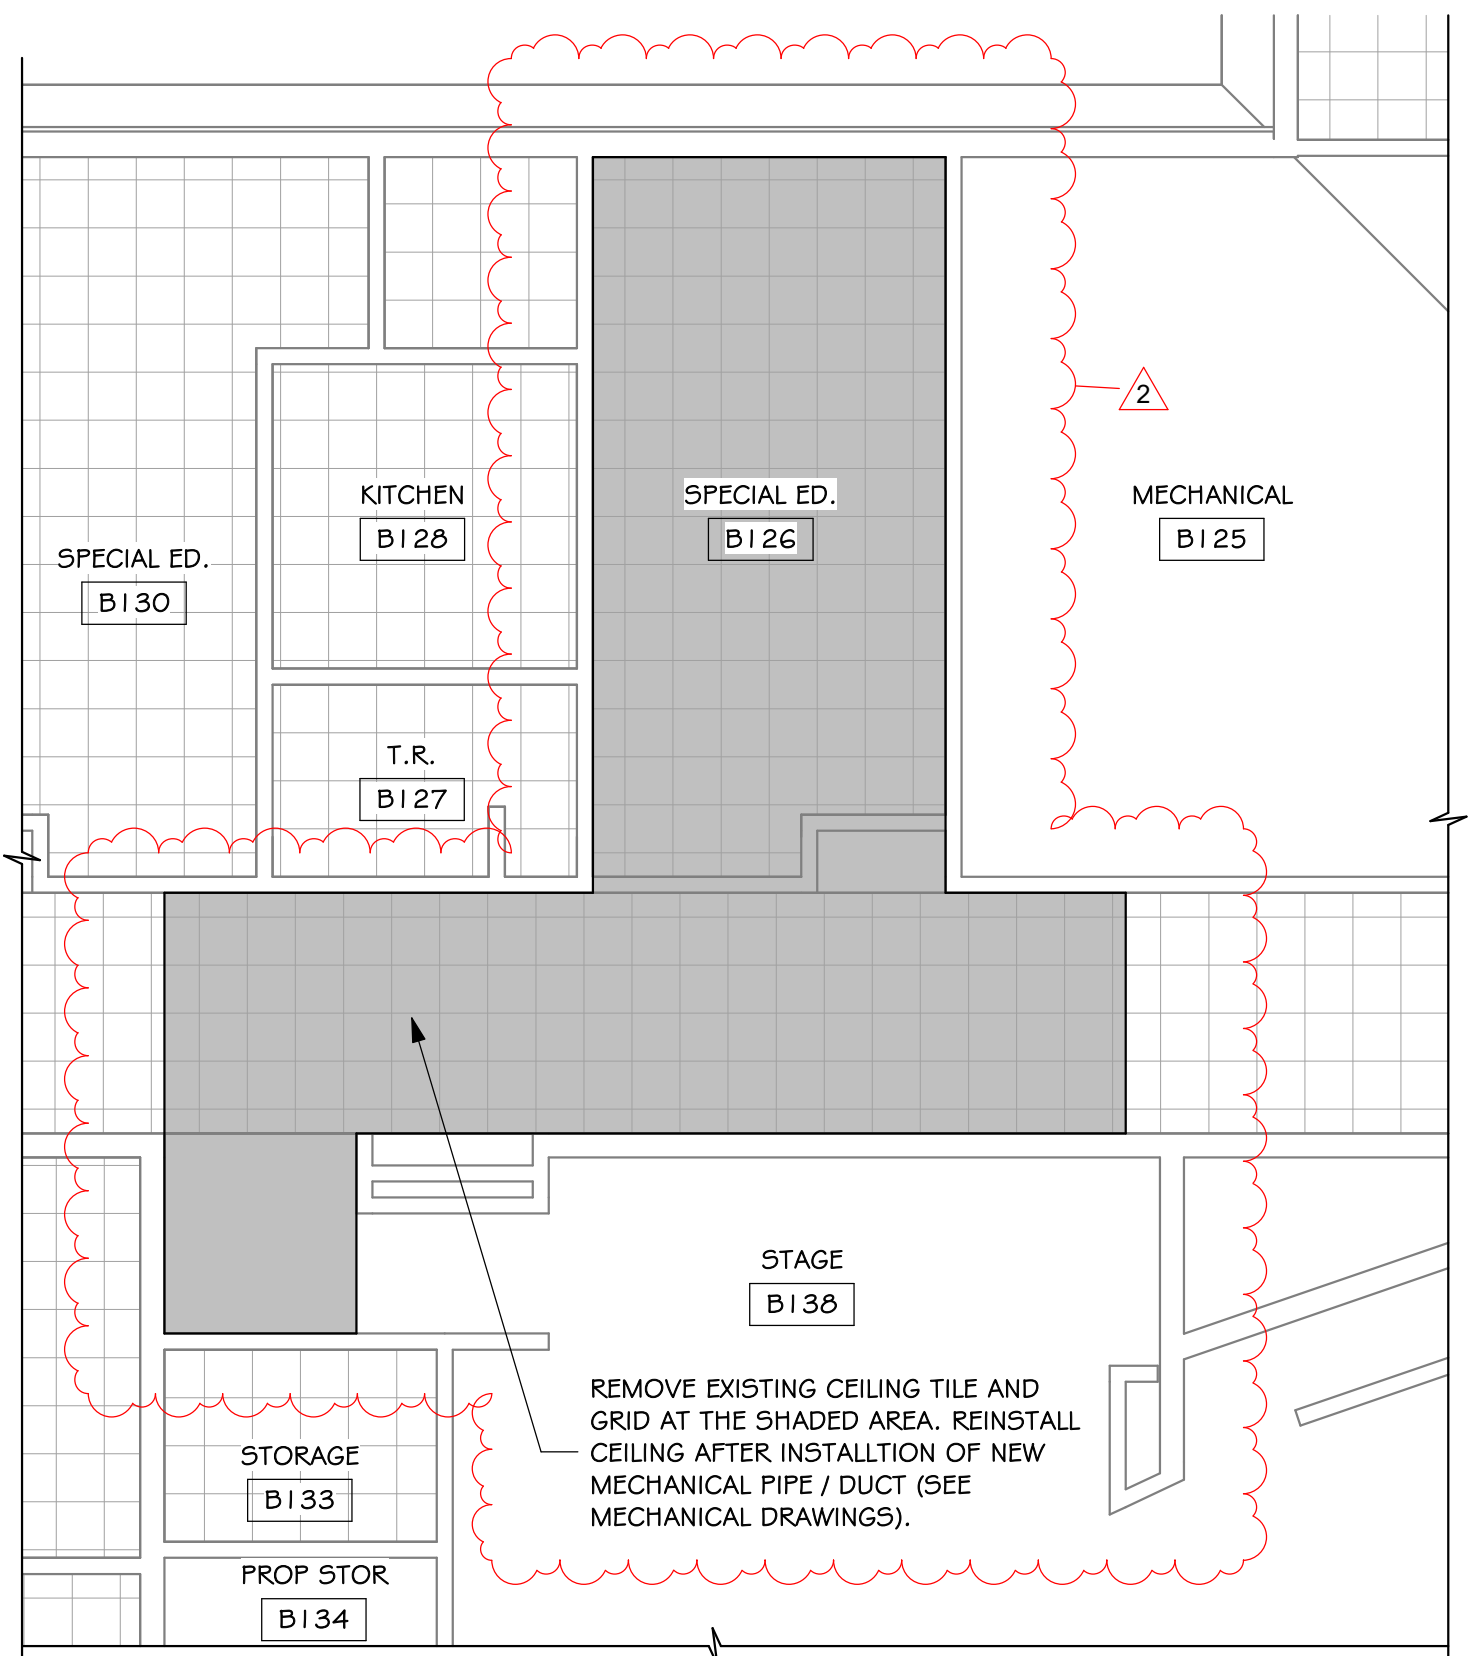 2
KITCHEN
B128
SPECIAL ED.
B126
MECHANICAL
B125
SPECIAL ED.
B130
T.R.
B127
STAGE
B138
REMOVE EXISTING CEILING TILE AND
GRID AT THE SHADED AREA. REINSTALL
CEILING AFTER INSTALLTION OF NEW
MECHANICAL PIPE / DUCT (SEE
MECHANICAL DRAWINGS).
STORAGE
B133
PROP STOR
B134